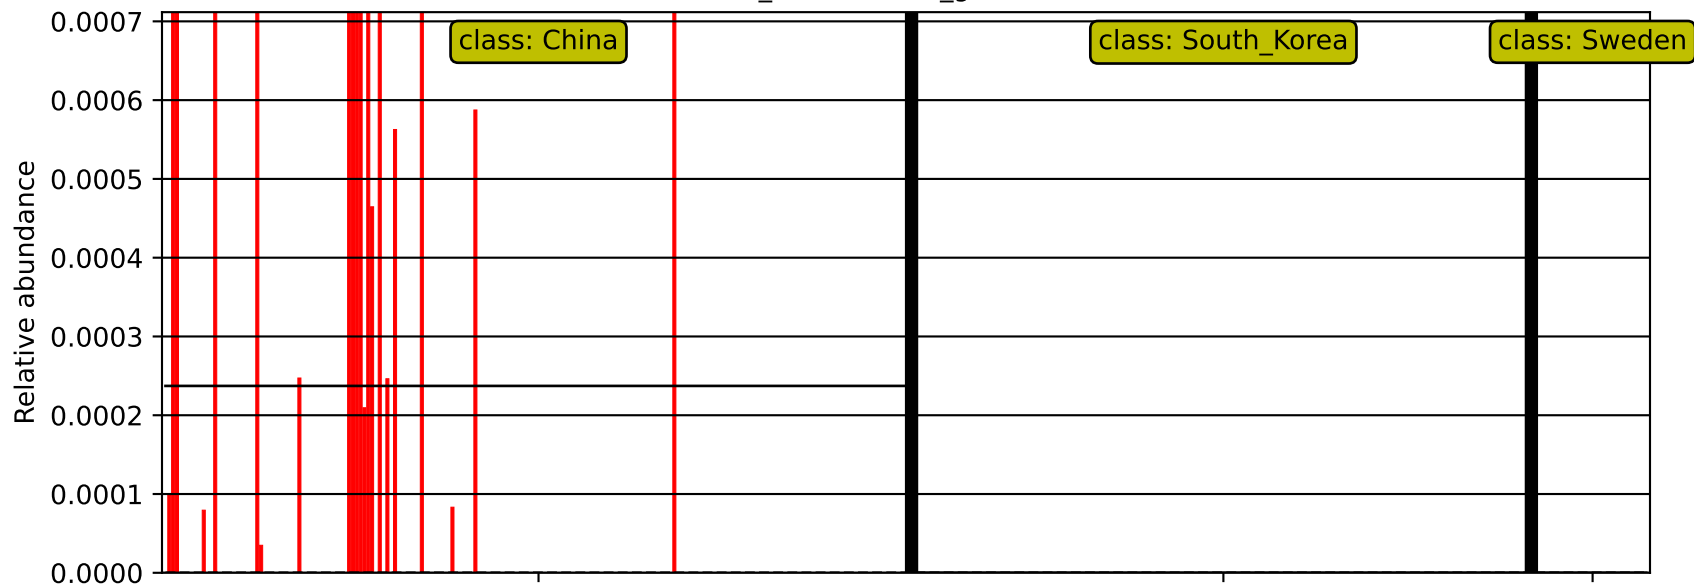 0.0007
class: China
class: South_Korea
class: Sweden
0.0006
0.0005
0.0004
0.0003
0.0002
0.0001
0.0000
Relative abundance